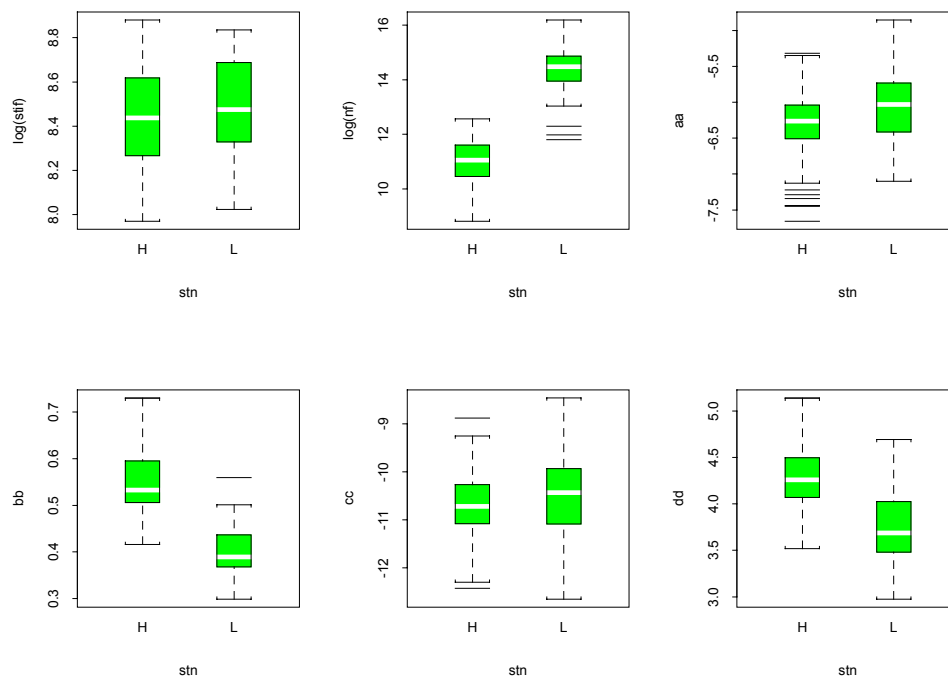 log(stif)
8.8
8.6
8.4
8.2
8.0
H
L
stn
log(nf)
16
14
12
10
H
L
stn
aa
-5.5
-6.5
-7.5
H
L
stn
bb
0.7
0.6
0.5
0.4
0.3
H
L
stn
cc
-9
-10
-11
-12
H
L
stn
dd
5.0
4.5
4.0
3.5
3.0
H
L
stn